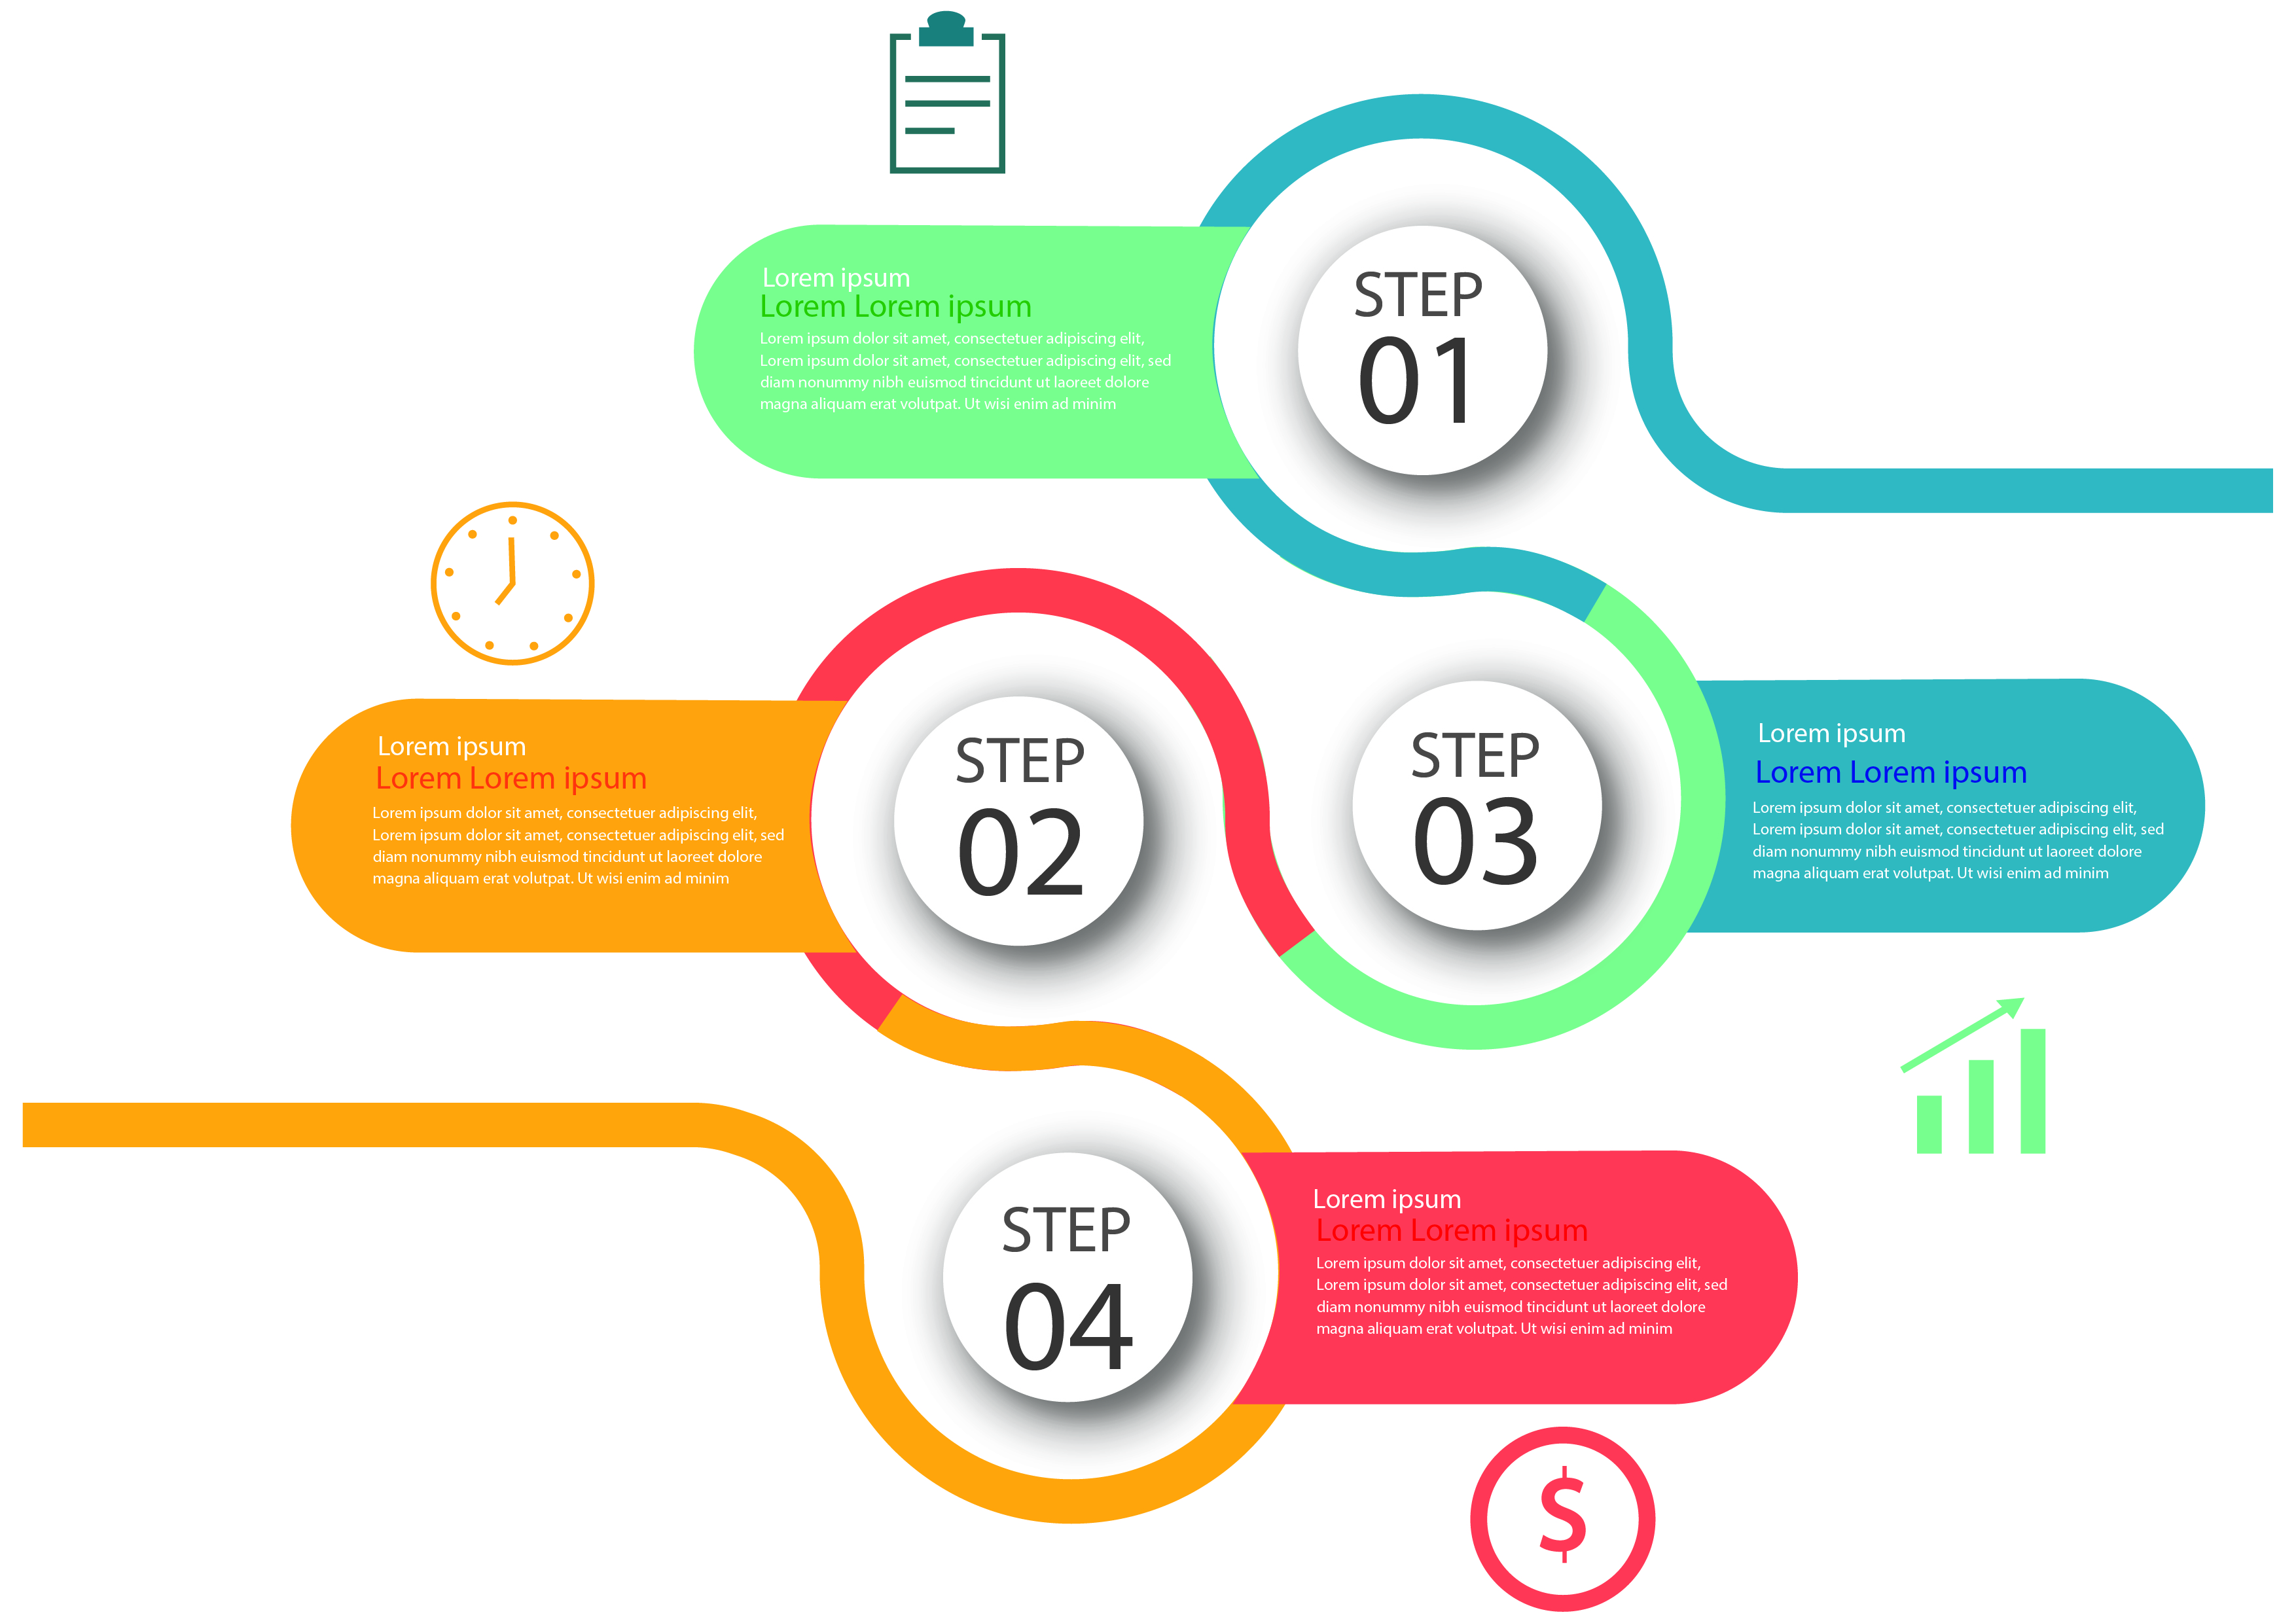 Lorem ipsum
Lorem Lorem ipsum
Lorem ipsum dolor sit amet, consectetuer adipiscing elit,
Lorem ipsum dolor sit amet, consectetuer adipiscing elit, sed
diam nonummy nibh euismod tincidunt ut laoreet dolore
magna aliquam erat volutpat. Ut wisi enim ad minim
STEP
01
Lorem ipsum
Lorem Lorem ipsum
Lorem ipsum dolor sit amet, consectetuer adipiscing elit,
Lorem ipsum dolor sit amet, consectetuer adipiscing elit, sed
diam nonummy nibh euismod tincidunt ut laoreet dolore
magna aliquam erat volutpat. Ut wisi enim ad minim
STEP
02
STEP
03
Lorem ipsum
Lorem Lorem ipsum
Lorem ipsum dolor sit amet, consectetuer adipiscing elit,
Lorem ipsum dolor sit amet, consectetuer adipiscing elit, sed
diam nonummy nibh euismod tincidunt ut laoreet dolore
magna aliquam erat volutpat. Ut wisi enim ad minim
STEP
04
Lorem ipsum
Lorem Lorem ipsum
Lorem ipsum dolor sit amet, consectetuer adipiscing elit,
Lorem ipsum dolor sit amet, consectetuer adipiscing elit, sed
diam nonummy nibh euismod tincidunt ut laoreet dolore
magna aliquam erat volutpat. Ut wisi enim ad minim
$